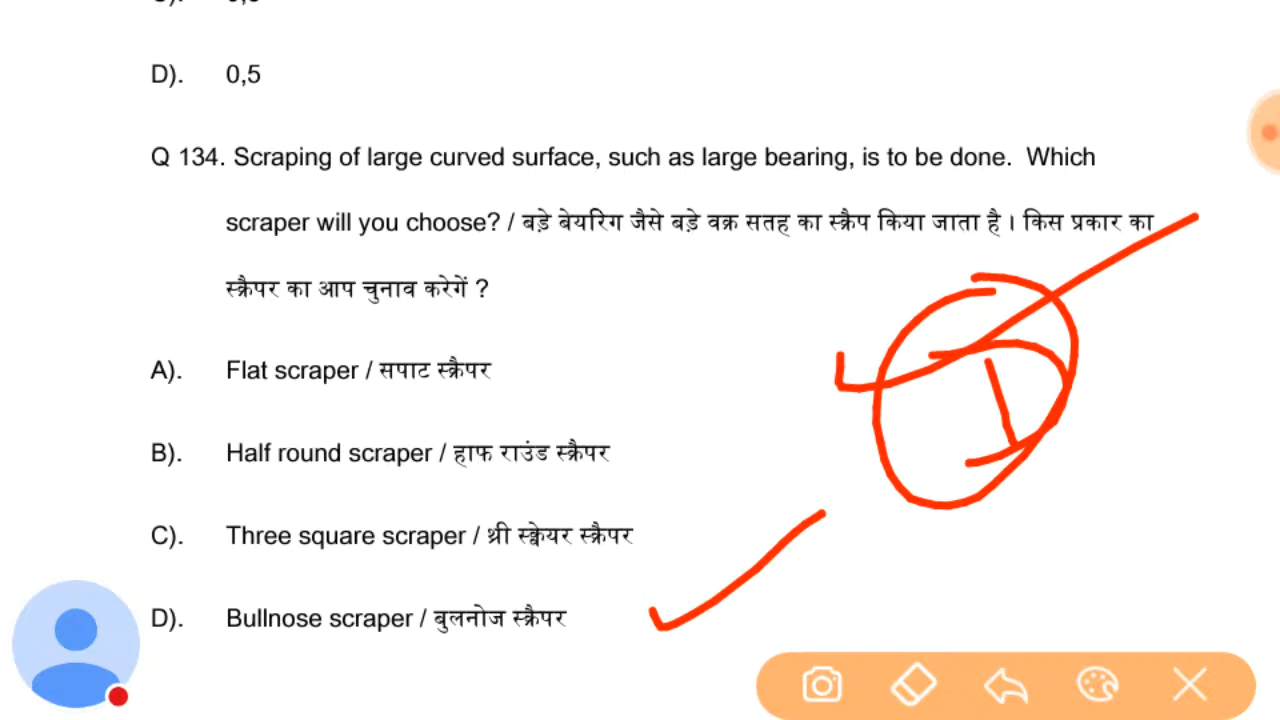 D). 0,5
Q 134. Scraping of large curved surface, such as large bearing, is to be done. Which
scraper will you choose? / बड़े बेयरिंग जैसे बड़े वक्र सतह का स्क्रैप किया जाता है । किस प्रकार का
स्क्रैपर का आप चुनाव करेगें ?
A). Flat scraper / सपाट स्क्रैपर
B). Half round scraper / हाफ राउंड स्क्रैपर
C). Three square scraper / थ्री स्क्वेयर स्क्रैपर
D). Bullnose scraper / बुलनोज स्क्रैपर